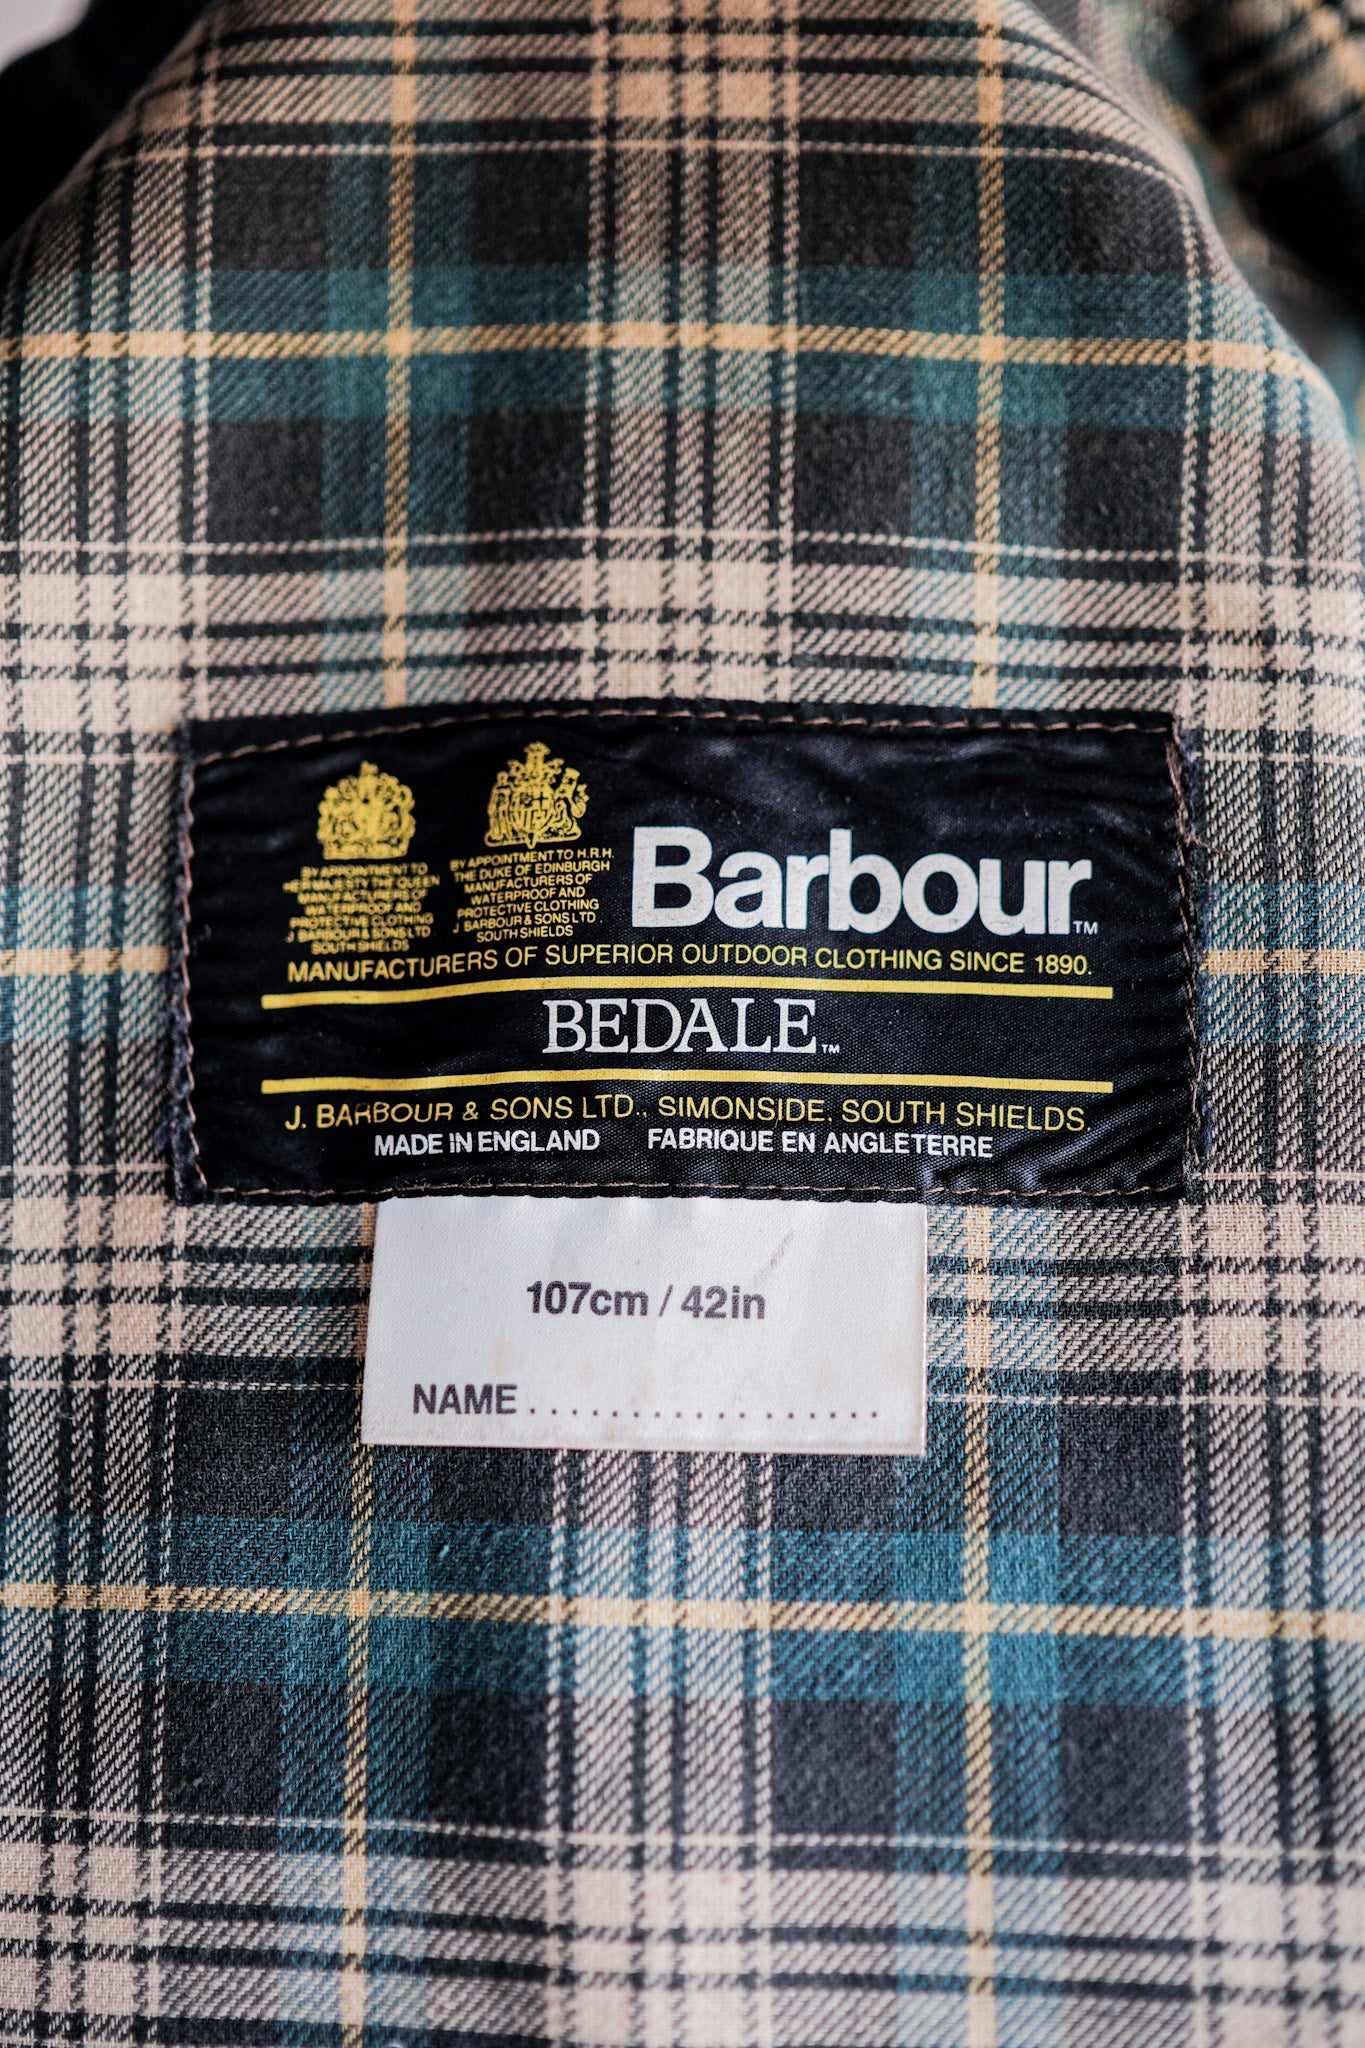 BY APPOINTMENT TO
HER MAJESTY THE QUEEN
MANUFACTURERS OF
WATERPROOF AND
PROTECTIVE CLOTHING
J BARBOUR & SONS LTD
SOUTH SHIELDS
BY APPOINTMENT TO H.R.H.
THE DUKE OF EDINBURGH
MANUFACTURERS OF
WATERPROOF AND
PROTECTIVE CLOTHING
J BARBOUR & SONS LTD.
SOUTH SHIELDS
Barbour™
MANUFACTURERS OF SUPERIOR OUTDOOR CLOTHING SINCE 1890.
BEDALE™
J. BARBOUR & SONS LTD., SIMONSIDE, SOUTH SHIELDS.
MADE IN ENGLAND FABRIQUE EN ANGLETERRE
107cm / 42in
NAME..................